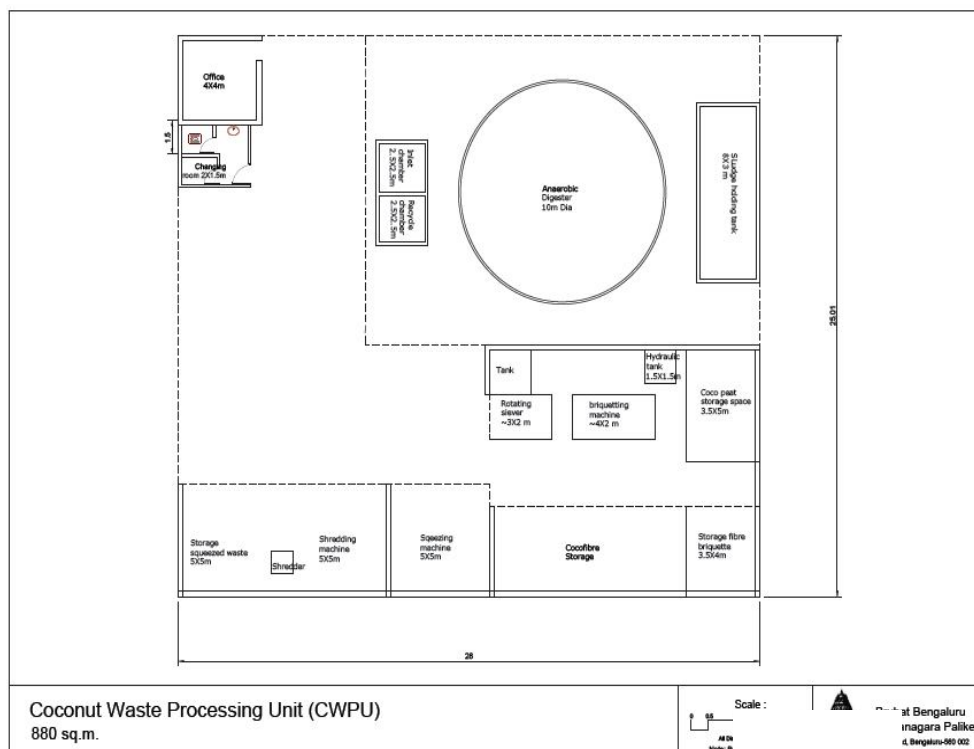 Office
4X4m
1.5
Changing
room 2X1.5m
Inlet
chamber
2.5X2.5m
Recycle
chamber
2.5X2.5m
Anaerobic
Digester
10m Dia
Sludge holding tank
8X3 m
25.01
Tank
Hydraulic
tank
1.5X1.5m
Rotating
siever
~3X2 m
briquetting
machine
~4X2 m
Coco peat
storage space
3.5X5m
Storage
squeezed waste
5X5m
Shredder
Shredding
machine
5X5m
Sqeezing
machine
5X5m
Cocofibre
Storage
Storage fibre
briquette
3.5X4m
26
Coconut Waste Processing Unit (CWPU)
880 sq.m.
Scale :
0 0.5
at Bengaluru
anagara Palike
d, Bengaluru-560 002